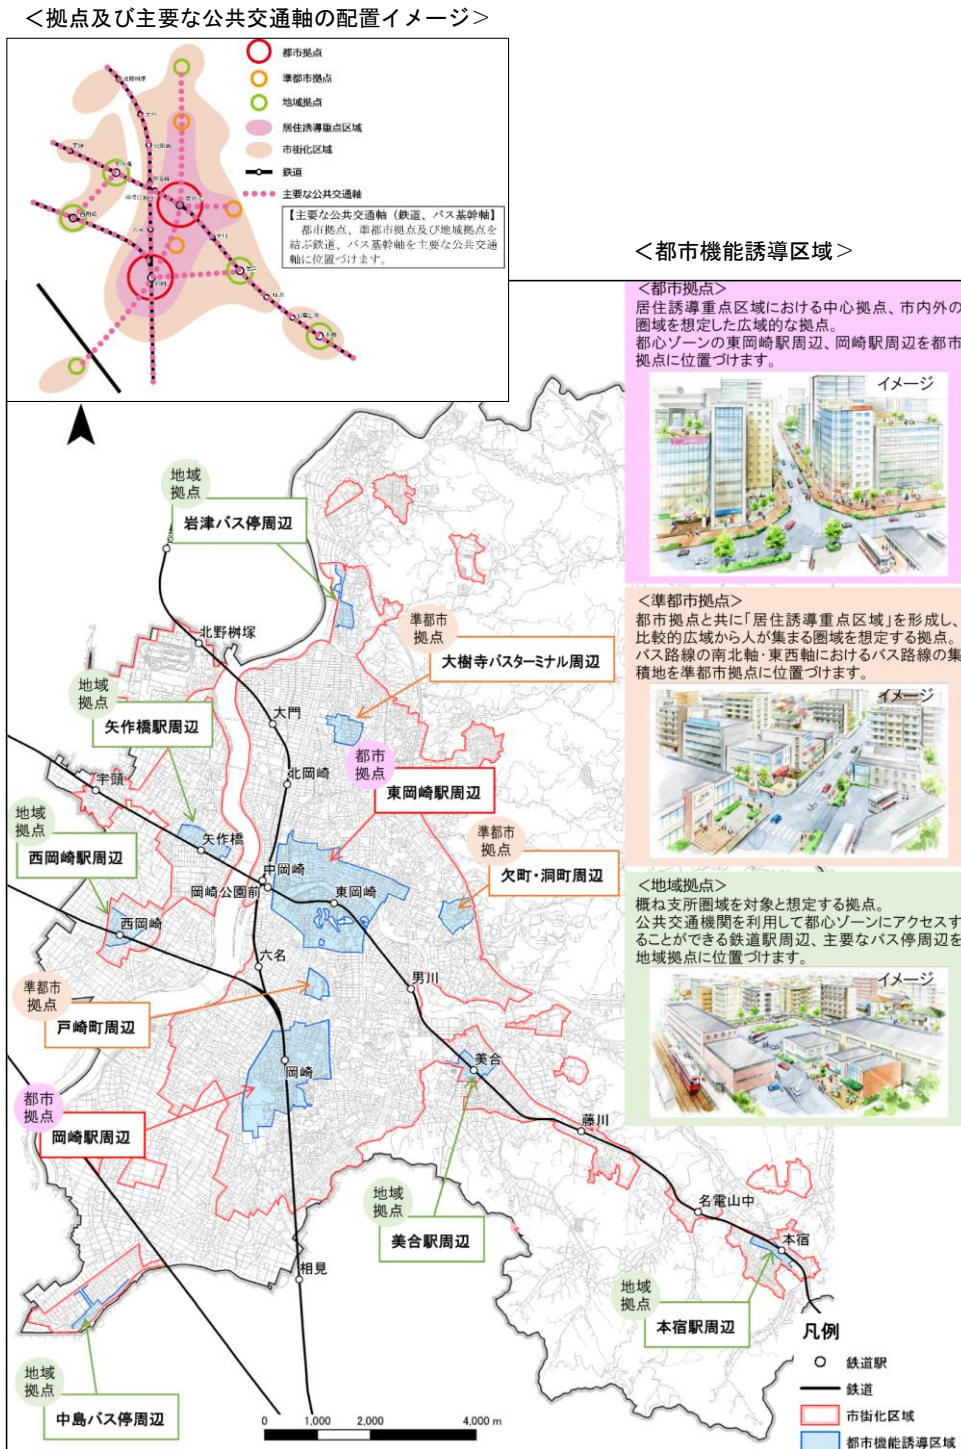 ＜拠点及び主要な公共交通軸の配置イメージ＞
都市拠点
準都市拠点
地域拠点
居住誘導重点区域
市街化区域
鉄道
主要な公共交通軸
【主要な公共交通軸（鉄道、バス基幹軸】
都市拠点、準都市拠点及び地域拠点を
結ぶ鉄道、バス基幹軸を主要な公共交通
軸に位置づけます。
＜都市機能誘導区域＞
＜都市拠点＞
居住誘導重点区域における中心拠点、市内外の
圏域を想定した広域的な拠点。
都心ゾーンの東岡崎駅周辺、岡崎駅周辺を都市
拠点に位置づけます。
イメージ
＜準都市拠点＞
都市拠点と共に「居住誘導重点区域」を形成し、
比較的広域から人が集まる圏域を想定する拠点。
バス路線の南北軸・東西軸におけるバス路線の集
積地を準都市拠点に位置づけます。
イメージ
＜地域拠点＞
概ね支所圏域を対象と想定する拠点。
公共交通機関を利用して都心ゾーンにアクセスす
ることができる鉄道駅周辺、主要なバス停周辺を
地域拠点に位置づけます。
イメージ
地域
拠点
岩津バス停周辺
準都市
拠点
大樹寺バスターミナル周辺
北野桝塚
地域
拠点
矢作橋駅周辺
大門
北岡崎
都市
拠点
東岡崎駅周辺
宇頭
地域
拠点
西岡崎駅周辺
矢作橋
準都市
拠点
欠町・洞町周辺
中岡崎
岡崎公園前
東岡崎
西岡崎
六名
男川
準都市
拠点
戸崎町周辺
岡崎
美合
都市
拠点
岡崎駅周辺
藤川
地域
拠点
美合駅周辺
名電山中
本宿
相見
地域
拠点
本宿駅周辺
地域
拠点
中島バス停周辺
0 1,000 2,000 4,000 m
凡例
鉄道駅
鉄道
市街化区域
都市機能誘導区域